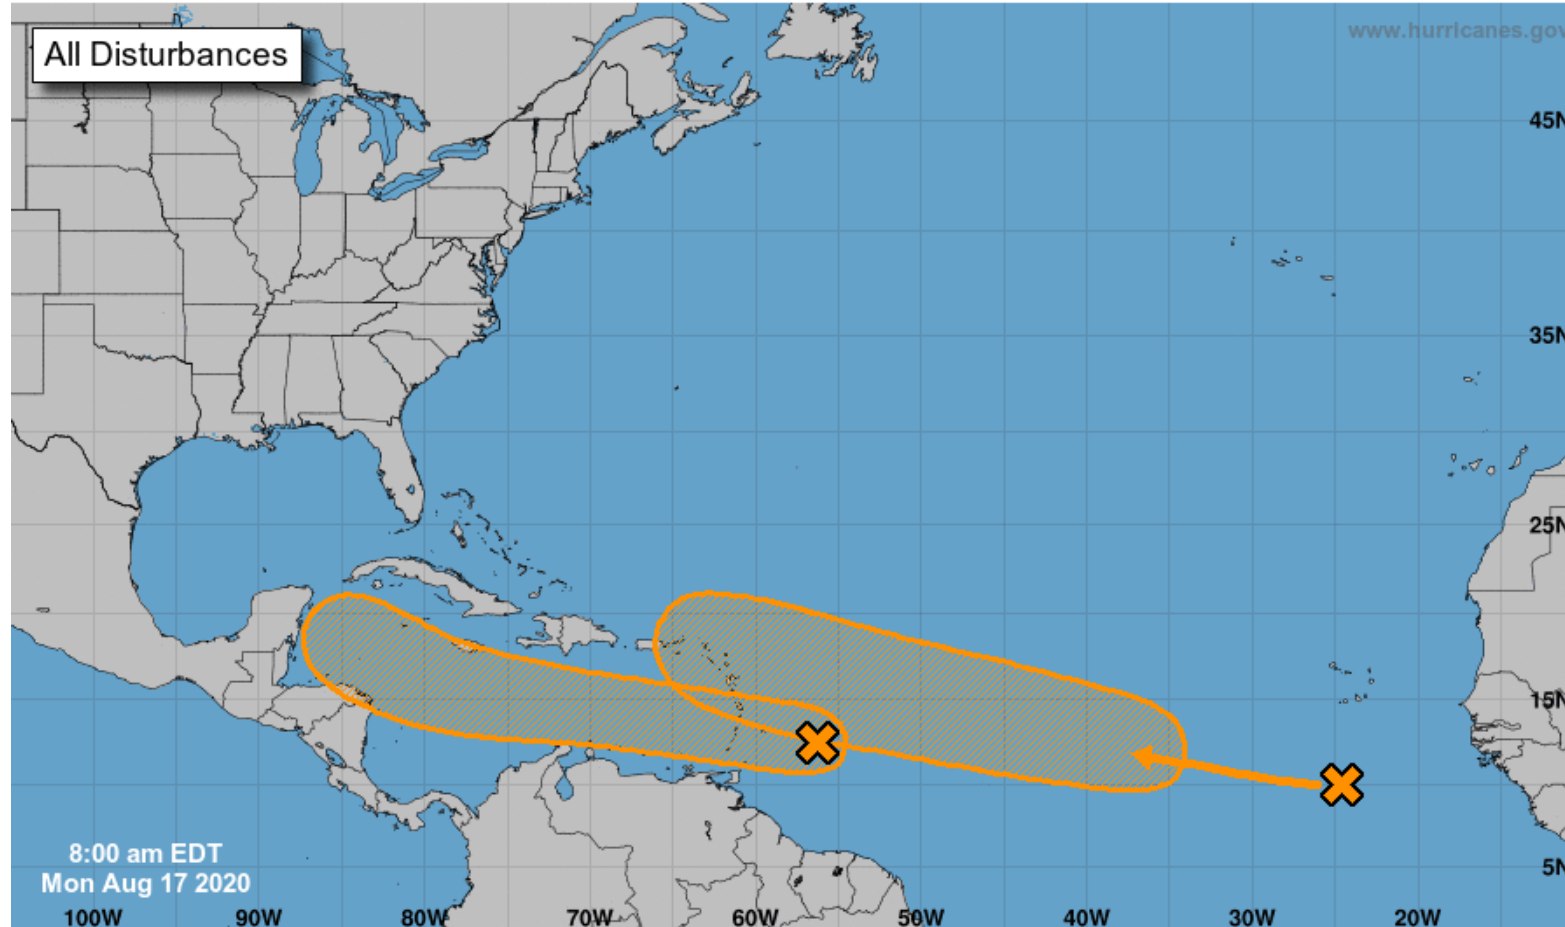 All Disturbances
www.hurricanes.gov
45N
35N
25N
15N
5N
8:00 am EDT
Mon Aug 17 2020
100W 90W 80W 70W 60W 50W 40W 30W 20W